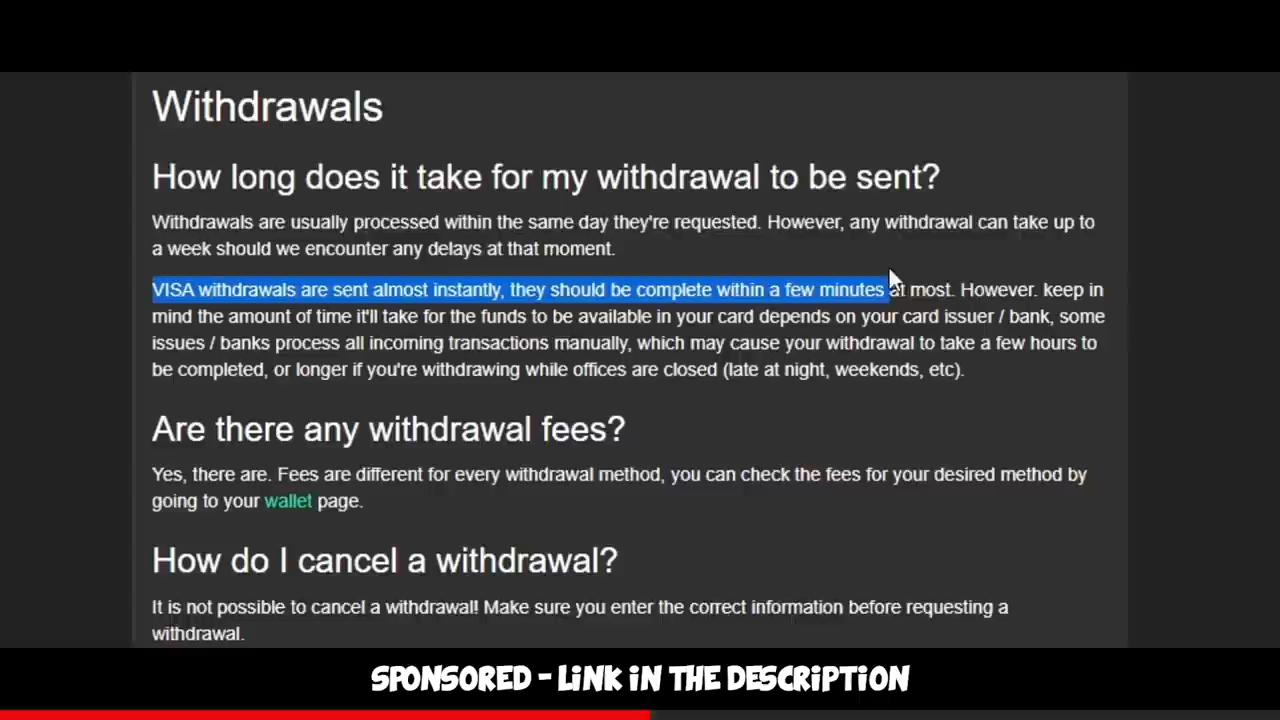 Withdrawals
How long does it take for my withdrawal to be sent?
Withdrawals are usually processed within the same day they're requested. However, any withdrawal can take up to
a week should we encounter any delays at that moment.
VISA withdrawals are sent almost instantly, they should be complete within a few minutes at most. However. keep in
mind the amount of time it'll take for the funds to be available in your card depends on your card issuer / bank, some
issues / banks process all incoming transactions manually, which may cause your withdrawal to take a few hours to
be completed, or longer if you're withdrawing while offices are closed (late at night, weekends, etc).
Are there any withdrawal fees?
Yes, there are. Fees are different for every withdrawal method, you can check the fees for your desired method by
going to your wallet page.
How do I cancel a withdrawal?
It is not possible to cancel a withdrawal! Make sure you enter the correct information before requesting a
withdrawal.
SPONSORED - LINK IN THE DESCRIPTION